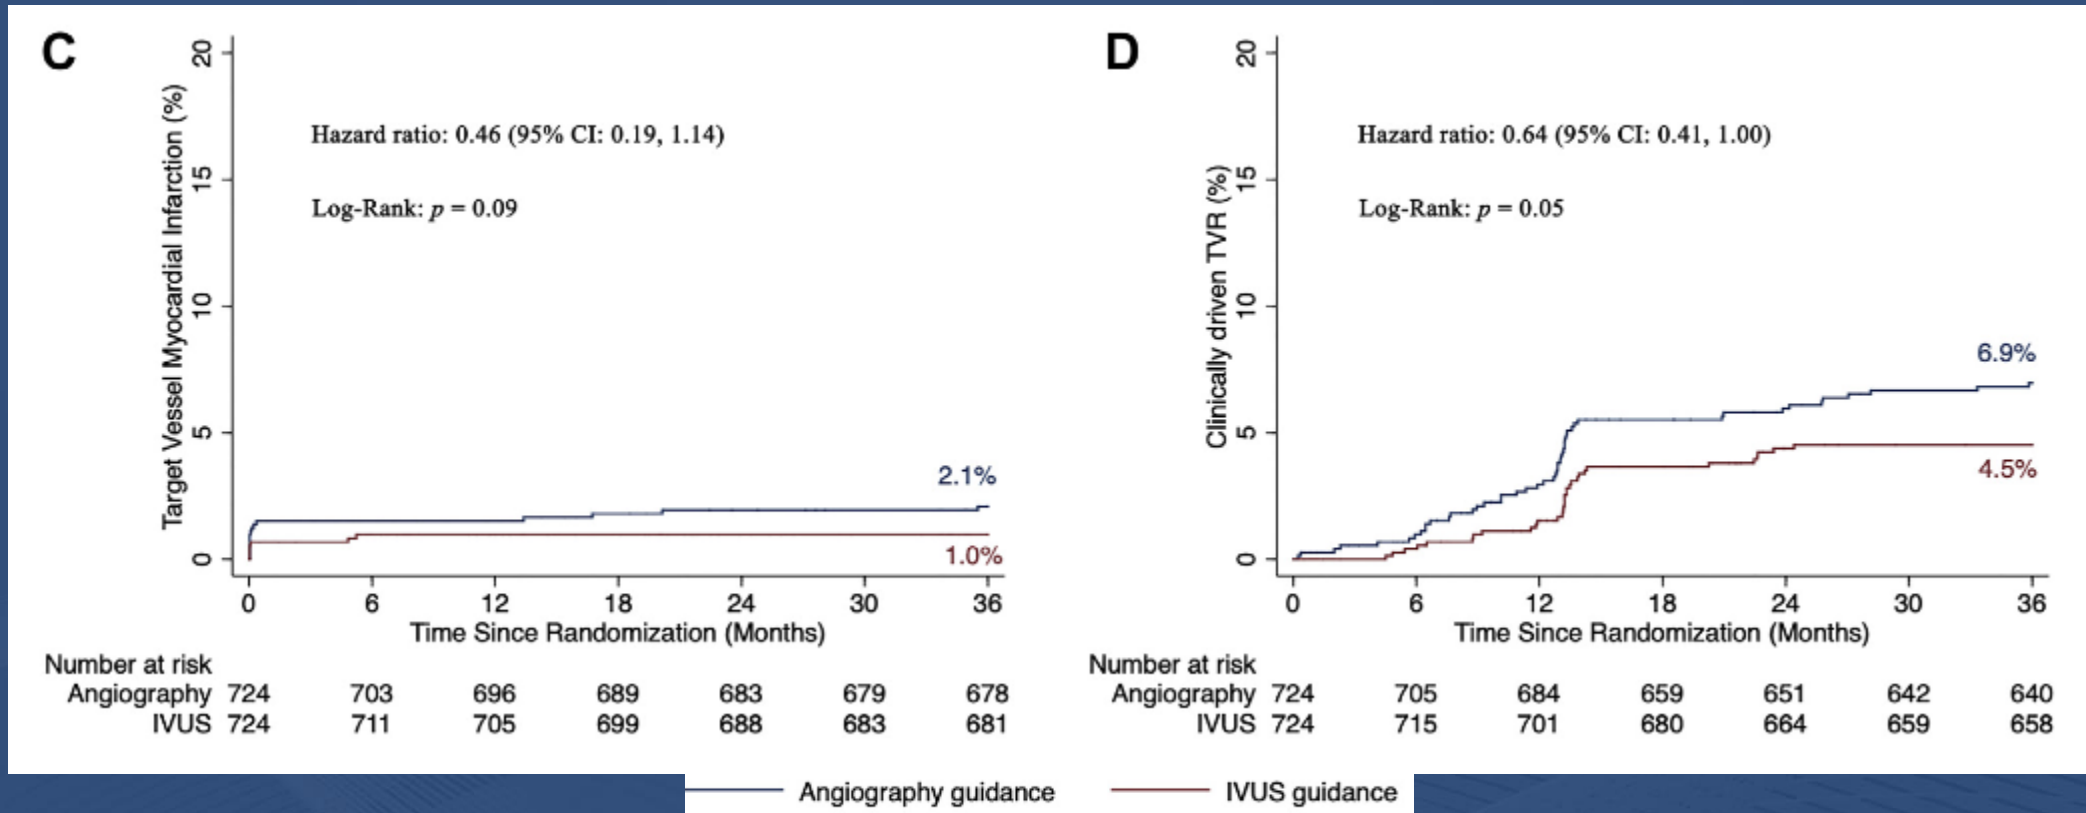 C
20
15
10
5
0
Target Vessel Myocardial Infarction (%)
Hazard ratio: 0.46 (95% CI: 0.19, 1.14)
Log-Rank: p = 0.09
2.1%
1.0%
0 6 12 18 24 30 36
Time Since Randomization (Months)
Number at risk
Angiography 724 703 696 689 683 679 678
IVUS 724 711 705 699 688 683 681
D
20
15
10
5
0
Clinically driven TVR (%)
Hazard ratio: 0.64 (95% CI: 0.41, 1.00)
Log-Rank: p = 0.05
6.9%
4.5%
0 6 12 18 24 30 36
Time Since Randomization (Months)
Number at risk
Angiography 724 705 684 659 651 642 640
IVUS 724 715 701 680 664 659 658
Angiography guidance
IVUS guidance